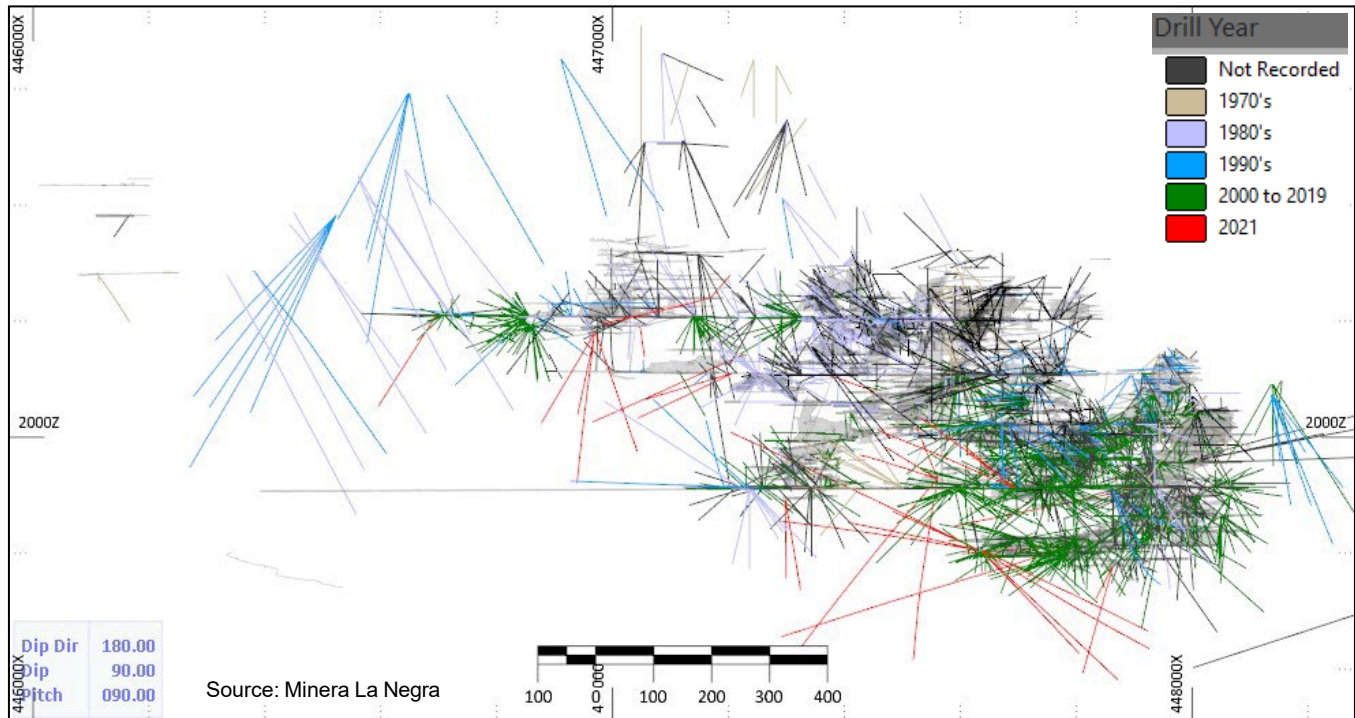 446000X
447000X
Drill Year
Not Recorded
1970's
1980's
1990's
2000 to 2019
2021
2000Z
2000Z
Dip Dir 180.00
Dip 90.00
Pitch 090.00
446000X
Source: Minera La Negra
100 0 100 200 300 400
448000X